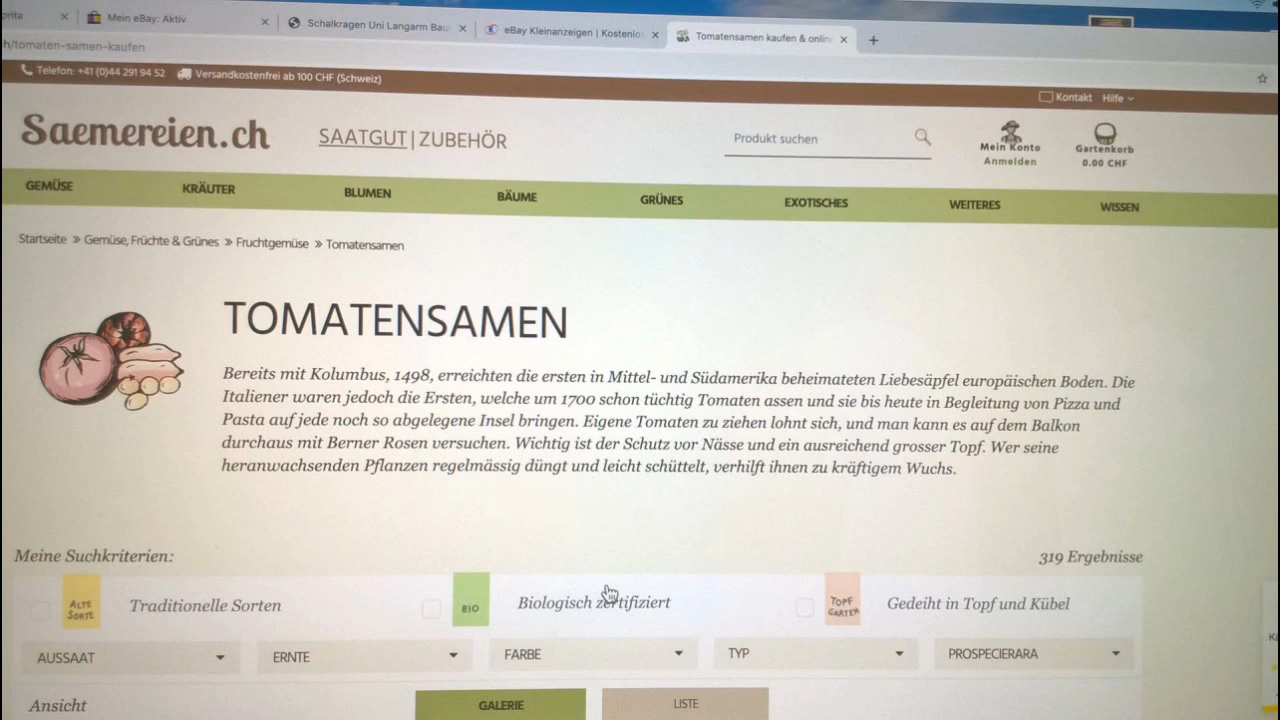 orita
Mein eBay: Aktiv
Schalkragen Uni Langarm Bau
eBay Kleinanzeigen | Kostenlo
Tomatensamen kaufen & onlin
h/tomaten-samen-kaufen
Telefon: +41 (0)44 291 94 52 Versandkostenfrei ab 100 CHF (Schweiz)
Kontakt Hilfe
Saemereien.ch
SAATGUT | ZUBEHÖR
Produkt suchen
Mein Konto
Anmelden
Gartenkorb
0.00 CHF
GEMÜSE KRÄUTER BLUMEN BÄUME GRÜNES EXOTISCHES WEITERES WISSEN
Startseite » Gemüse, Früchte & Grünes » Fruchtgemüse » Tomatensamen
TOMATENSAMEN
Bereits mit Kolumbus, 1498, erreichten die ersten in Mittel- und Südamerika beheimateten Liebesäpfel europäischen Boden. Die
Italiener waren jedoch die Ersten, welche um 1700 schon tüchtig Tomaten assen und sie bis heute in Begleitung von Pizza und
Pasta auf jede noch so abgelegene Insel bringen. Eigene Tomaten zu ziehen lohnt sich, und man kann es auf dem Balkon
durchaus mit Berner Rosen versuchen. Wichtig ist der Schutz vor Nässe und ein ausreichend grosser Topf. Wer seine
heranwachsenden Pflanzen regelmässig düngt und leicht schüttelt, verhilft ihnen zu kräftigem Wuchs.
Meine Suchkriterien:
319 Ergebnisse
ALTE
SORTE
Traditionelle Sorten
BIO
Biologisch zertifiziert
TOPF
GARTEN
Gedeiht in Topf und Kübel
AUSSAAT ERNTE FARBE TYP PROSPECIERARA
Ansicht
GALERIE
LISTE